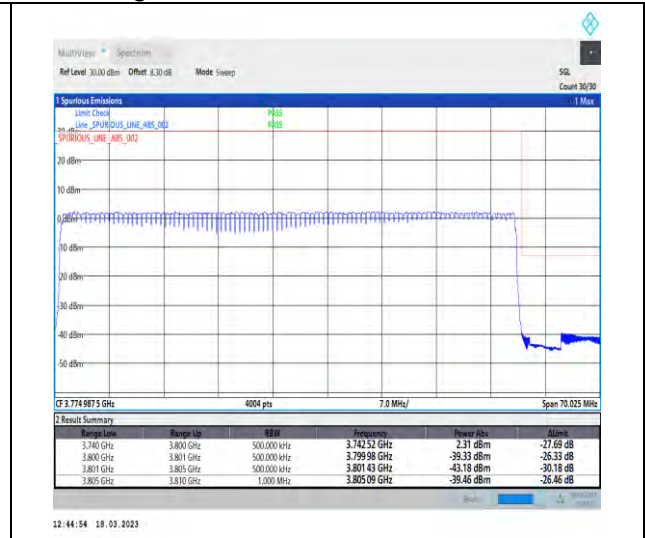 MultiView Spectrum
Ref Level 30.00 dBm Offset 8.30 dB Mode Sweep SGL
Count 30/30
1 Spurious Emissions 1 Max
Limit Check PASS
Line _SPURIOUS_LINE_ABS_002 PASS
_SPURIOUS_LINE_ABS_002
20 dBm
10 dBm
0 dBm
-10 dBm
-20 dBm
-30 dBm
-40 dBm
-50 dBm
CF 3.774 987 5 GHz 4004 pts 7.0 MHz/ Span 70.025 MHz
2 Result Summary
Range Low Range Up RBW Frequency Power Abs ΔLimit
3.740 GHz 3.800 GHz 500.000 kHz 3.742 52 GHz 2.31 dBm -27.69 dB
3.800 GHz 3.801 GHz 500.000 kHz 3.799 98 GHz -39.33 dBm -26.33 dB
3.801 GHz 3.805 GHz 500.000 kHz 3.801 43 GHz -43.18 dBm -30.18 dB
3.805 GHz 3.810 GHz 1.000 MHz 3.805 09 GHz -39.46 dBm -26.46 dB
12:44:54 18.03.2023